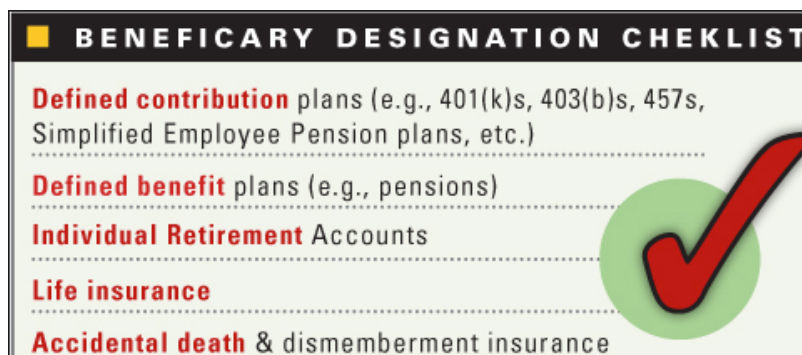 BENEFICARY DESIGNATION CHEKLIST
Defined contribution plans (e.g., 401(k)s, 403(b)s, 457s,
Simplified Employee Pension plans, etc.)
Defined benefit plans (e.g., pensions)
Individual Retirement Accounts
Life insurance
Accidental death & dismemberment insurance